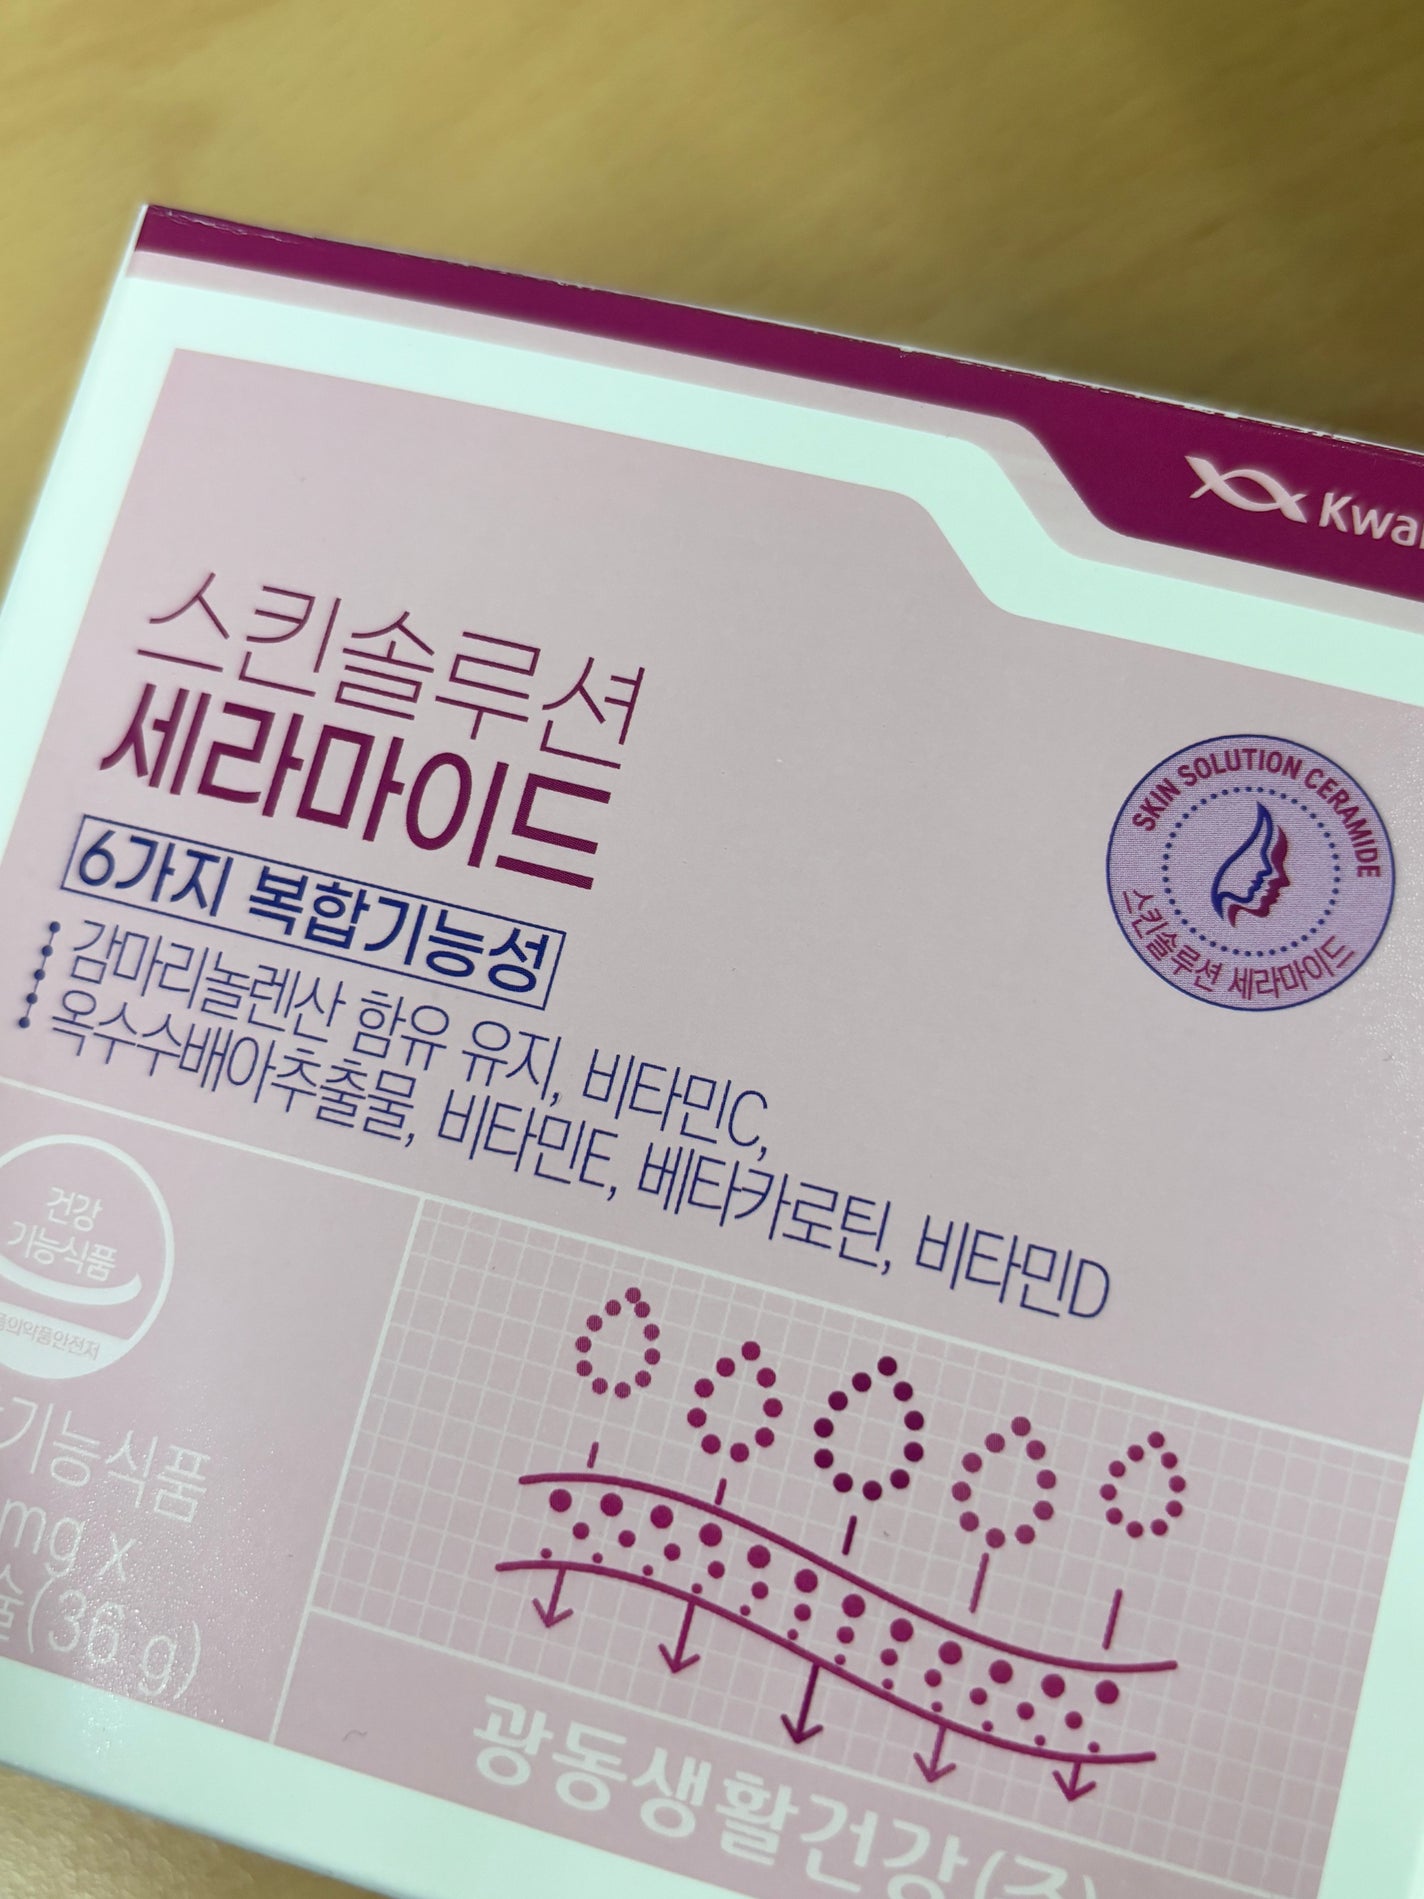 스킨솔루션
세라마이드
6가지 복합기능성
감마리놀렌산 함유 유지, 비타민C,
옥수수배아추출물, 비타민E, 베타카로틴, 비타민D
SKIN SOLUTION CERAMIDE
스킨솔루션 세라마이드
건강
기능식품
기능식품
mg x
(36 g)
광동생활건강(주)